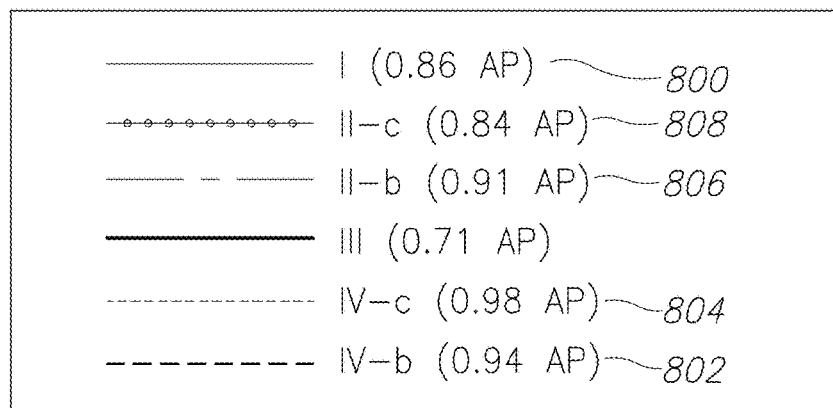 I (0.86 AP) 800
II-c (0.84 AP) 808
II-b (0.91 AP) 806
III (0.71 AP)
IV-c (0.98 AP) 804
IV-b (0.94 AP) 802